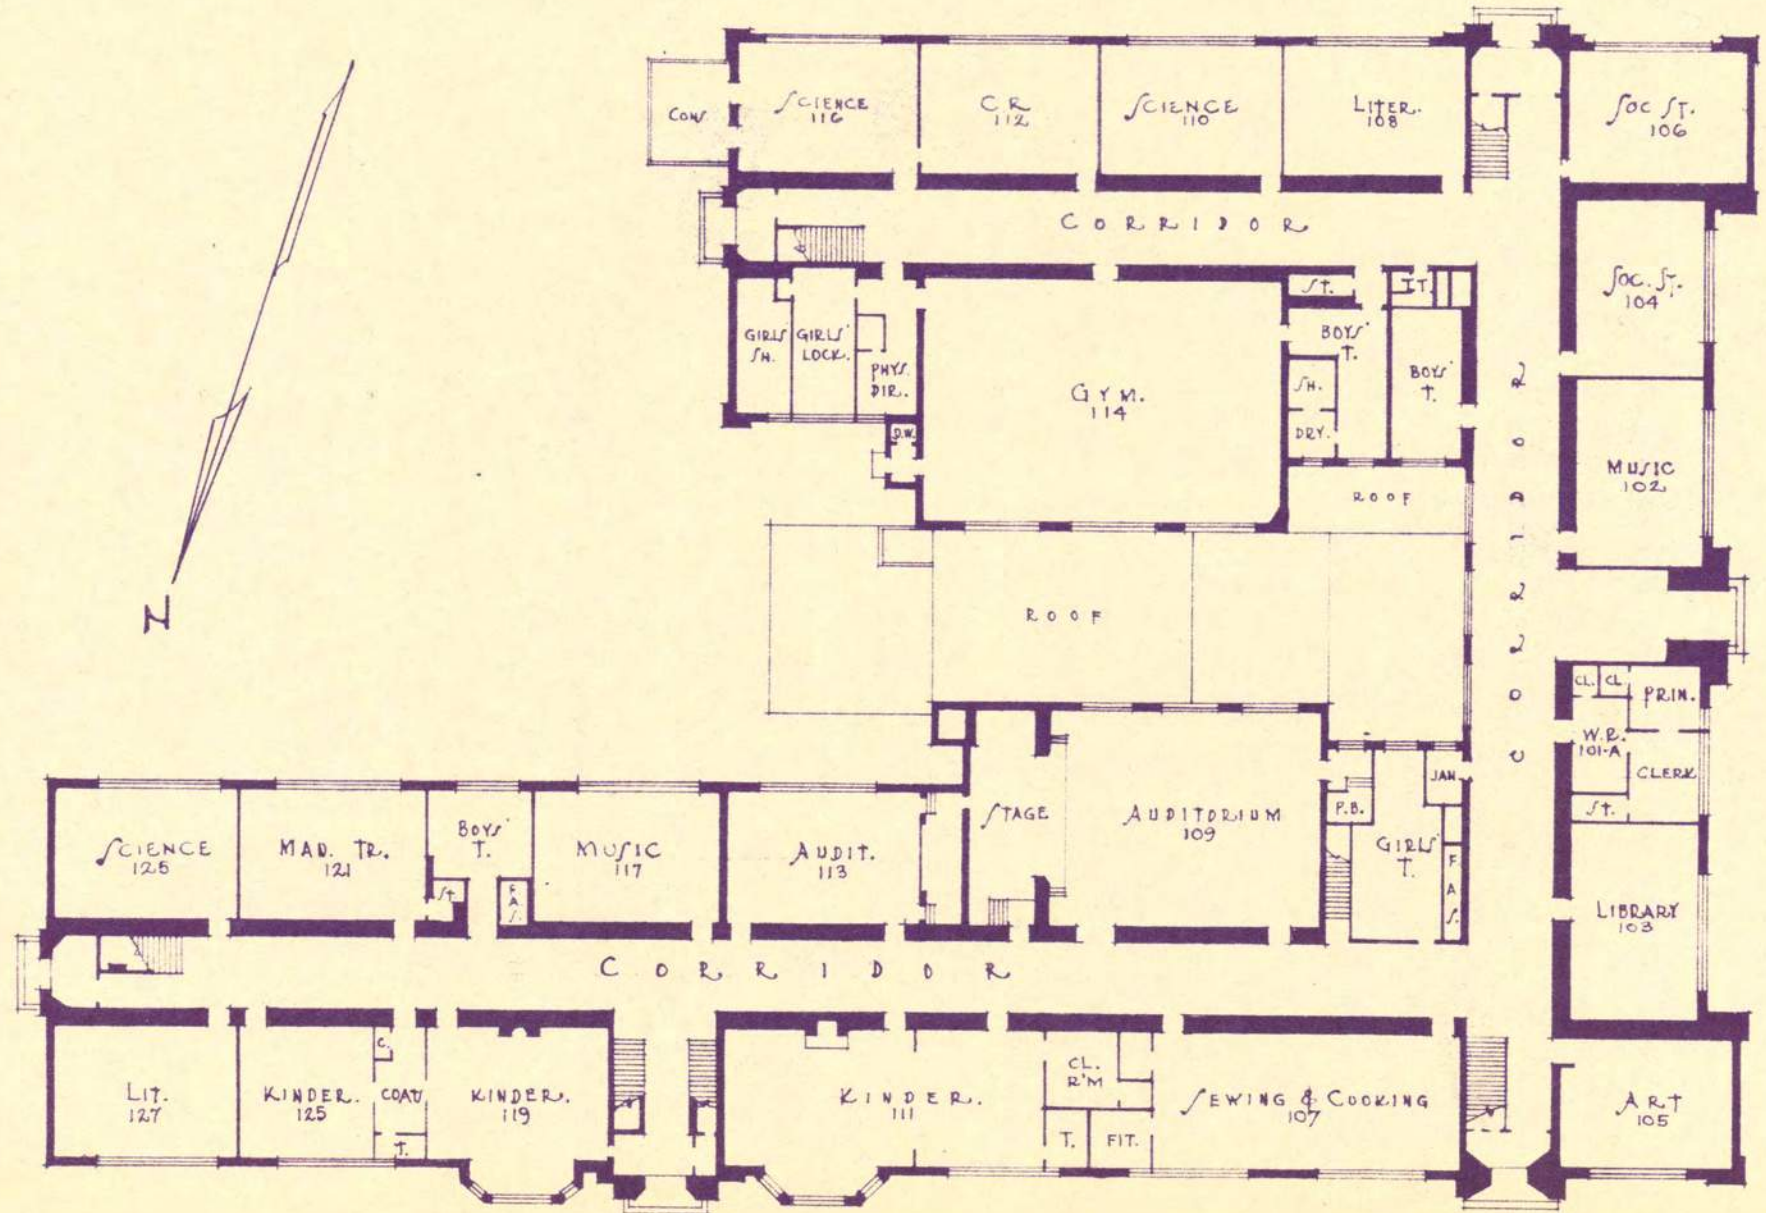 CONS
SCIENCE
116
C R
112
SCIENCE
110
LITER.
108
SOC ST.
106
CORRIDOR
SOC. ST.
104
GIRLS'
SH.
GIRLS'
LOCK.
PHYS.
DIR.
D.W.
GYM.
114
ST.
BOYS'
T.
SH.
DRY.
BOYS'
T.
ROOF
MUSIC
102
CORRIDOR
ROOF
N
CL.
CL
PRIN.
W.R.
101-A
CLERK
ST.
LIBRARY
103
STAGE
AUDITORIUM
109
P.B.
JAN
GIRLS'
T.
FAS.
SCIENCE
125
MAN. TR.
121
BOYS'
T.
ST
FAS.
MUSIC
117
AUDIT.
113
CORRIDOR
LIT.
127
KINDER.
125
C.
COATS
T.
KINDER.
119
KINDER.
111
CL.
R'M
T.
FIT.
SEWING & COOKING
107
ART
105